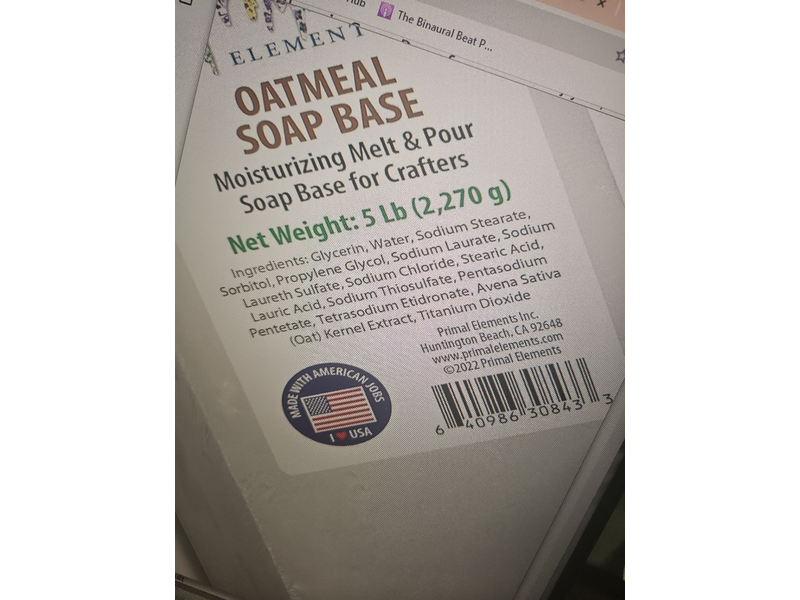 The Binaural Beat P...
ELEMENT
OATMEAL
SOAP BASE
Moisturizing Melt & Pour
Soap Base for Crafters
Net Weight: 5 Lb (2,270 g)
Ingredients: Glycerin, Water, Sodium Stearate,
Sorbitol, Propylene Glycol, Sodium Laurate, Sodium
Laureth Sulfate, Sodium Chloride, Stearic Acid,
Lauric Acid, Sodium Thiosulfate, Pentasodium
Pentetate, Tetrasodium Etidronate, Avena Sativa
(Oat) Kernel Extract, Titanium Dioxide
Primal Elements Inc.
Huntington Beach, CA 92648
www.primalelements.com
©2022 Primal Elements
MADE WITH AMERICAN JOBS
I ♥ USA
6 40986 30843 3